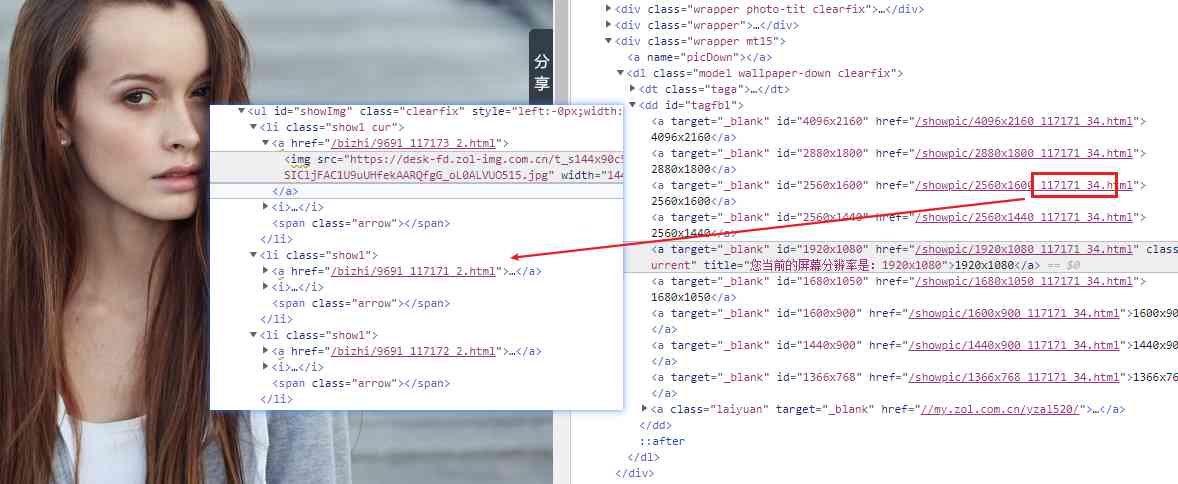 分
享
▼<ul id="showImg" class="clearfix" style="left:-0px;width:
▼<li class="show1 cur">
▼<a href="/bizhi/9691_117173_2.html">
<img src="https://desk-fd.zol-img.com.cn/t_s144x90c5
SIC1jFAC1U9uUHfekAARQfgG_oL0ALVUO515.jpg" width="144
</a>
▶<i>…</i>
<span class="arrow"></span>
</li>
▼<li class="show1">
▶<a href="/bizhi/9691_117171_2.html">…</a>
▶<i>…</i>
<span class="arrow"></span>
</li>
▼<li class="show1">
▶<a href="/bizhi/9691_117172_2.html">…</a>
▶<i>…</i>
<span class="arrow"></span>
</li>
▶<div class="wrapper photo-tit clearfix">…</div>
▶<div class="wrapper">…</div>
▼<div class="wrapper mt15">
<a name="picDown"></a>
▼<dl class="model wallpaper-down clearfix">
▶<dt class="taga">…</dt>
▼<dd id="tagfbl">
<a target="_blank" id="4096x2160" href="/showpic/4096x2160_117171_34.html">
4096x2160</a>
<a target="_blank" id="2880x1800" href="/showpic/2880x1800_117171_34.html">
2880x1800</a>
<a target="_blank" id="2560x1600" href="/showpic/2560x1600_117171_34.html">
2560x1600</a>
<a target="_blank" id="2560x1440" href="/showpic/2560x1440_117171_34.html">
2560x1440</a>
<a target="_blank" id="1920x1080" href="/showpic/1920x1080_117171_34.html" clas
urrent" title="您当前的屏幕分辨率是：1920x1080">1920x1080</a> == $0
<a target="_blank" id="1680x1050" href="/showpic/1680x1050_117171_34.html">
1680x1050</a>
<a target="_blank" id="1600x900" href="/showpic/1600x900_117171_34.html">1600x90
</a>
<a target="_blank" id="1440x900" href="/showpic/1440x900_117171_34.html">1440x90
</a>
<a target="_blank" id="1366x768" href="/showpic/1366x768_117171_34.html">1366x76
</a>
▶<a class="laiyuan" target="_blank" href="//my.zol.com.cn/yzal520/">…</a>
</dd>
::after
</dl>
</div>